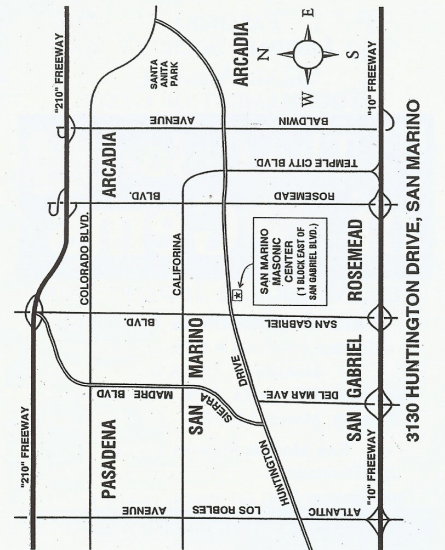 "210" FREEWAY
"210" FREEWAY
COLORADO BLVD.
PASADENA
ARCADIA
SANTA
ANITA
PARK
ARCADIA
CALIFORINA
SAN MARINO
SIERRA
MADRE BLVD
HUNTINGTON
DRIVE
SAN MARINO
MASONIC
CENTER
(1 BLOCK EAST OF
SAN GABRIEL BLVD.)
LOS ROBLES
AVENUE
ATLANTIC
DEL MAR AVE.
SAN GABRIEL
BLVD.
ROSEMEAD
BLVD.
TEMPLE CITY BLVD.
BALDWIN
AVENUE
SAN GABRIEL
ROSEMEAD
"10" FREEWAY
"10" FREEWAY
N
E
S
W
3130 HUNTINGTON DRIVE, SAN MARINO